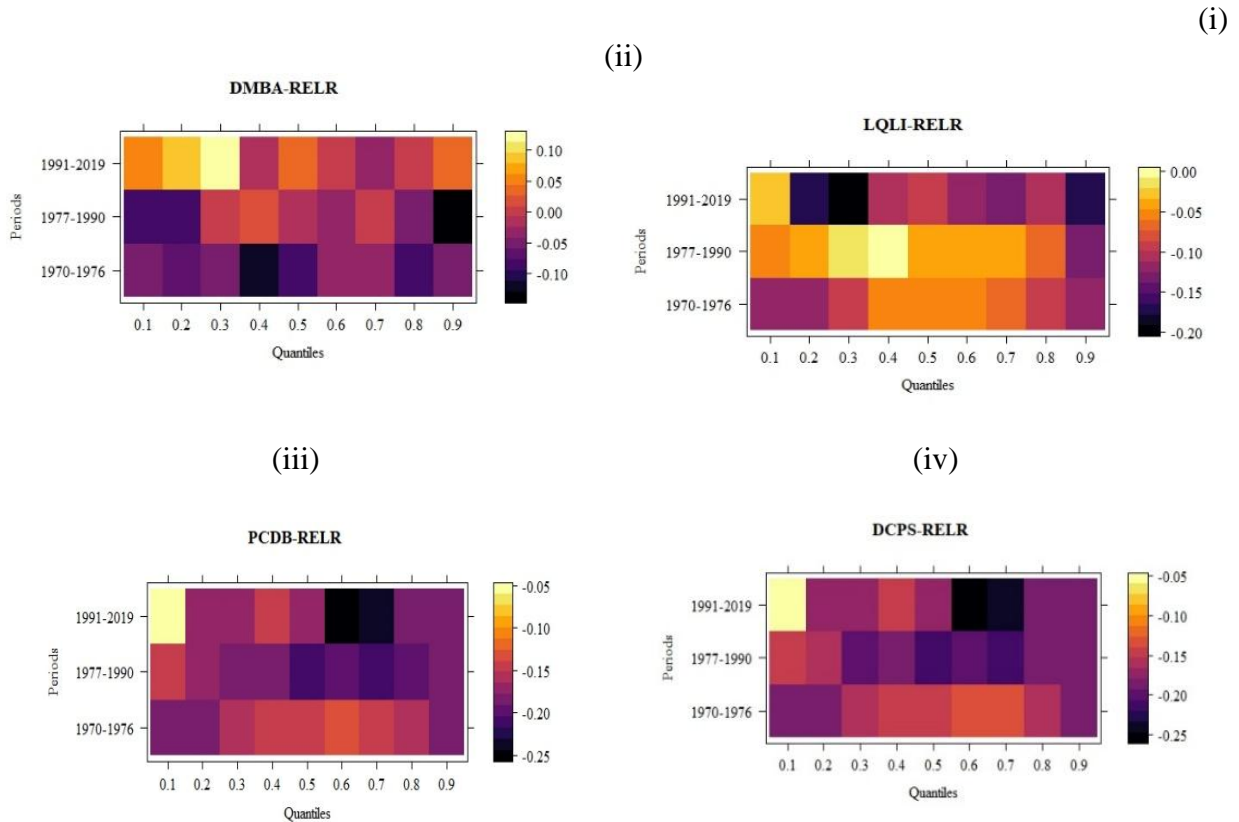 (i)
(ii)
DMBA-RELR
0.10
0.05
0.00
-0.05
-0.10
1991-2019
1977-1990
1970-1976
Periods
0.1 0.2 0.3 0.4 0.5 0.6 0.7 0.8 0.9
Quantiles
LQLI-RELR
0.00
-0.05
-0.10
-0.15
-0.20
1991-2019
1977-1990
1970-1976
Periods
0.1 0.2 0.3 0.4 0.5 0.6 0.7 0.8 0.9
Quantiles
(iii)
(iv)
PCDB-RELR
-0.05
-0.10
-0.15
-0.20
-0.25
1991-2019
1977-1990
1970-1976
Periods
0.1 0.2 0.3 0.4 0.5 0.6 0.7 0.8 0.9
Quantiles
DCPS-RELR
-0.05
-0.10
-0.15
-0.20
-0.25
1991-2019
1977-1990
1970-1976
Periods
0.1 0.2 0.3 0.4 0.5 0.6 0.7 0.8 0.9
Quantiles